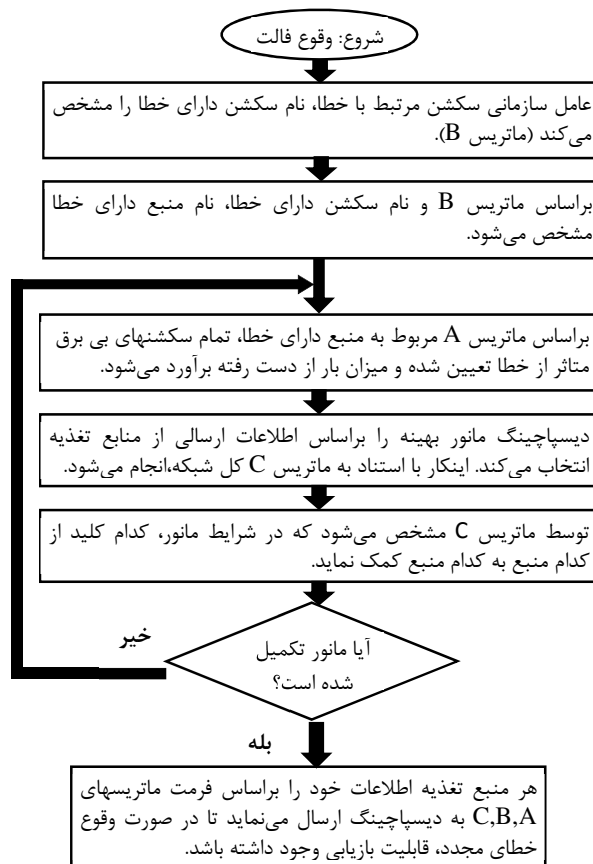 شروع: وقوع فالت
عامل سازمانی سکشن مرتبط با خطا، نام سکشن دارای خطا را مشخص
می‌کند (ماتریس B).
براساس ماتریس B و نام سکشن دارای خطا، نام منبع دارای خطا
مشخص می‌شود.
براساس ماتریس A مربوط به منبع دارای خطا، تمام سکشنهای بی برق
متاثر از خطا تعیین شده و میزان بار از دست رفته برآورد می‌شود.
دیسپاچینگ مانور بهینه را براساس اطلاعات ارسالی از منابع تغذیه
انتخاب می‌کند. اینکار با استناد به ماتریس C کل شبکه،انجام می‌شود.
توسط ماتریس C مشخص می‌شود که در شرایط مانور، کدام کلید از
کدام منبع به کدام منبع کمک نماید.
خیر
آیا مانور تکمیل
شده است؟
بله
هر منبع تغذیه اطلاعات خود را براساس فرمت ماتریسهای
C,B,A به دیسپاچینگ ارسال می‌نماید تا در صورت وقوع
خطای مجدد، قابلیت بازیابی وجود داشته باشد.